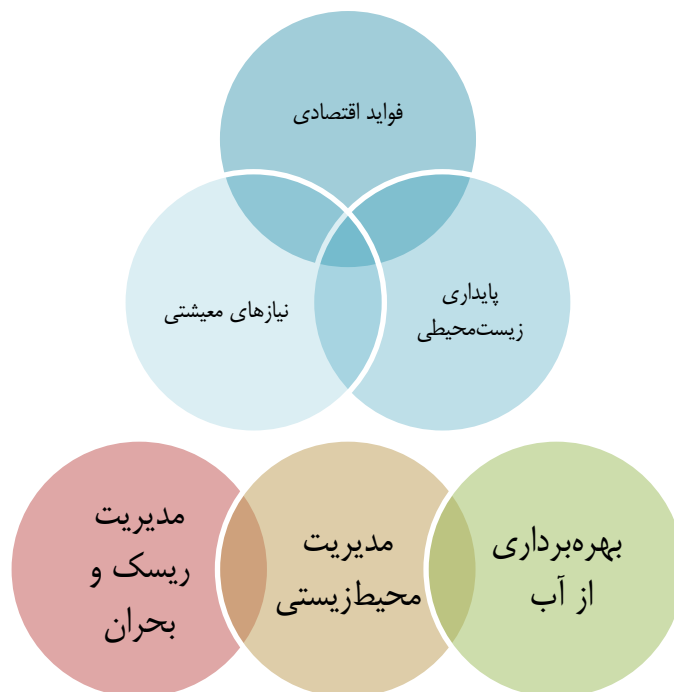 فواید اقتصادی
پایداری
زیست‌محیطی
نیازهای معیشتی
بهره‌برداری
از آب
مدیریت
محیط‌زیستی
مدیریت
ریسک و
بحران